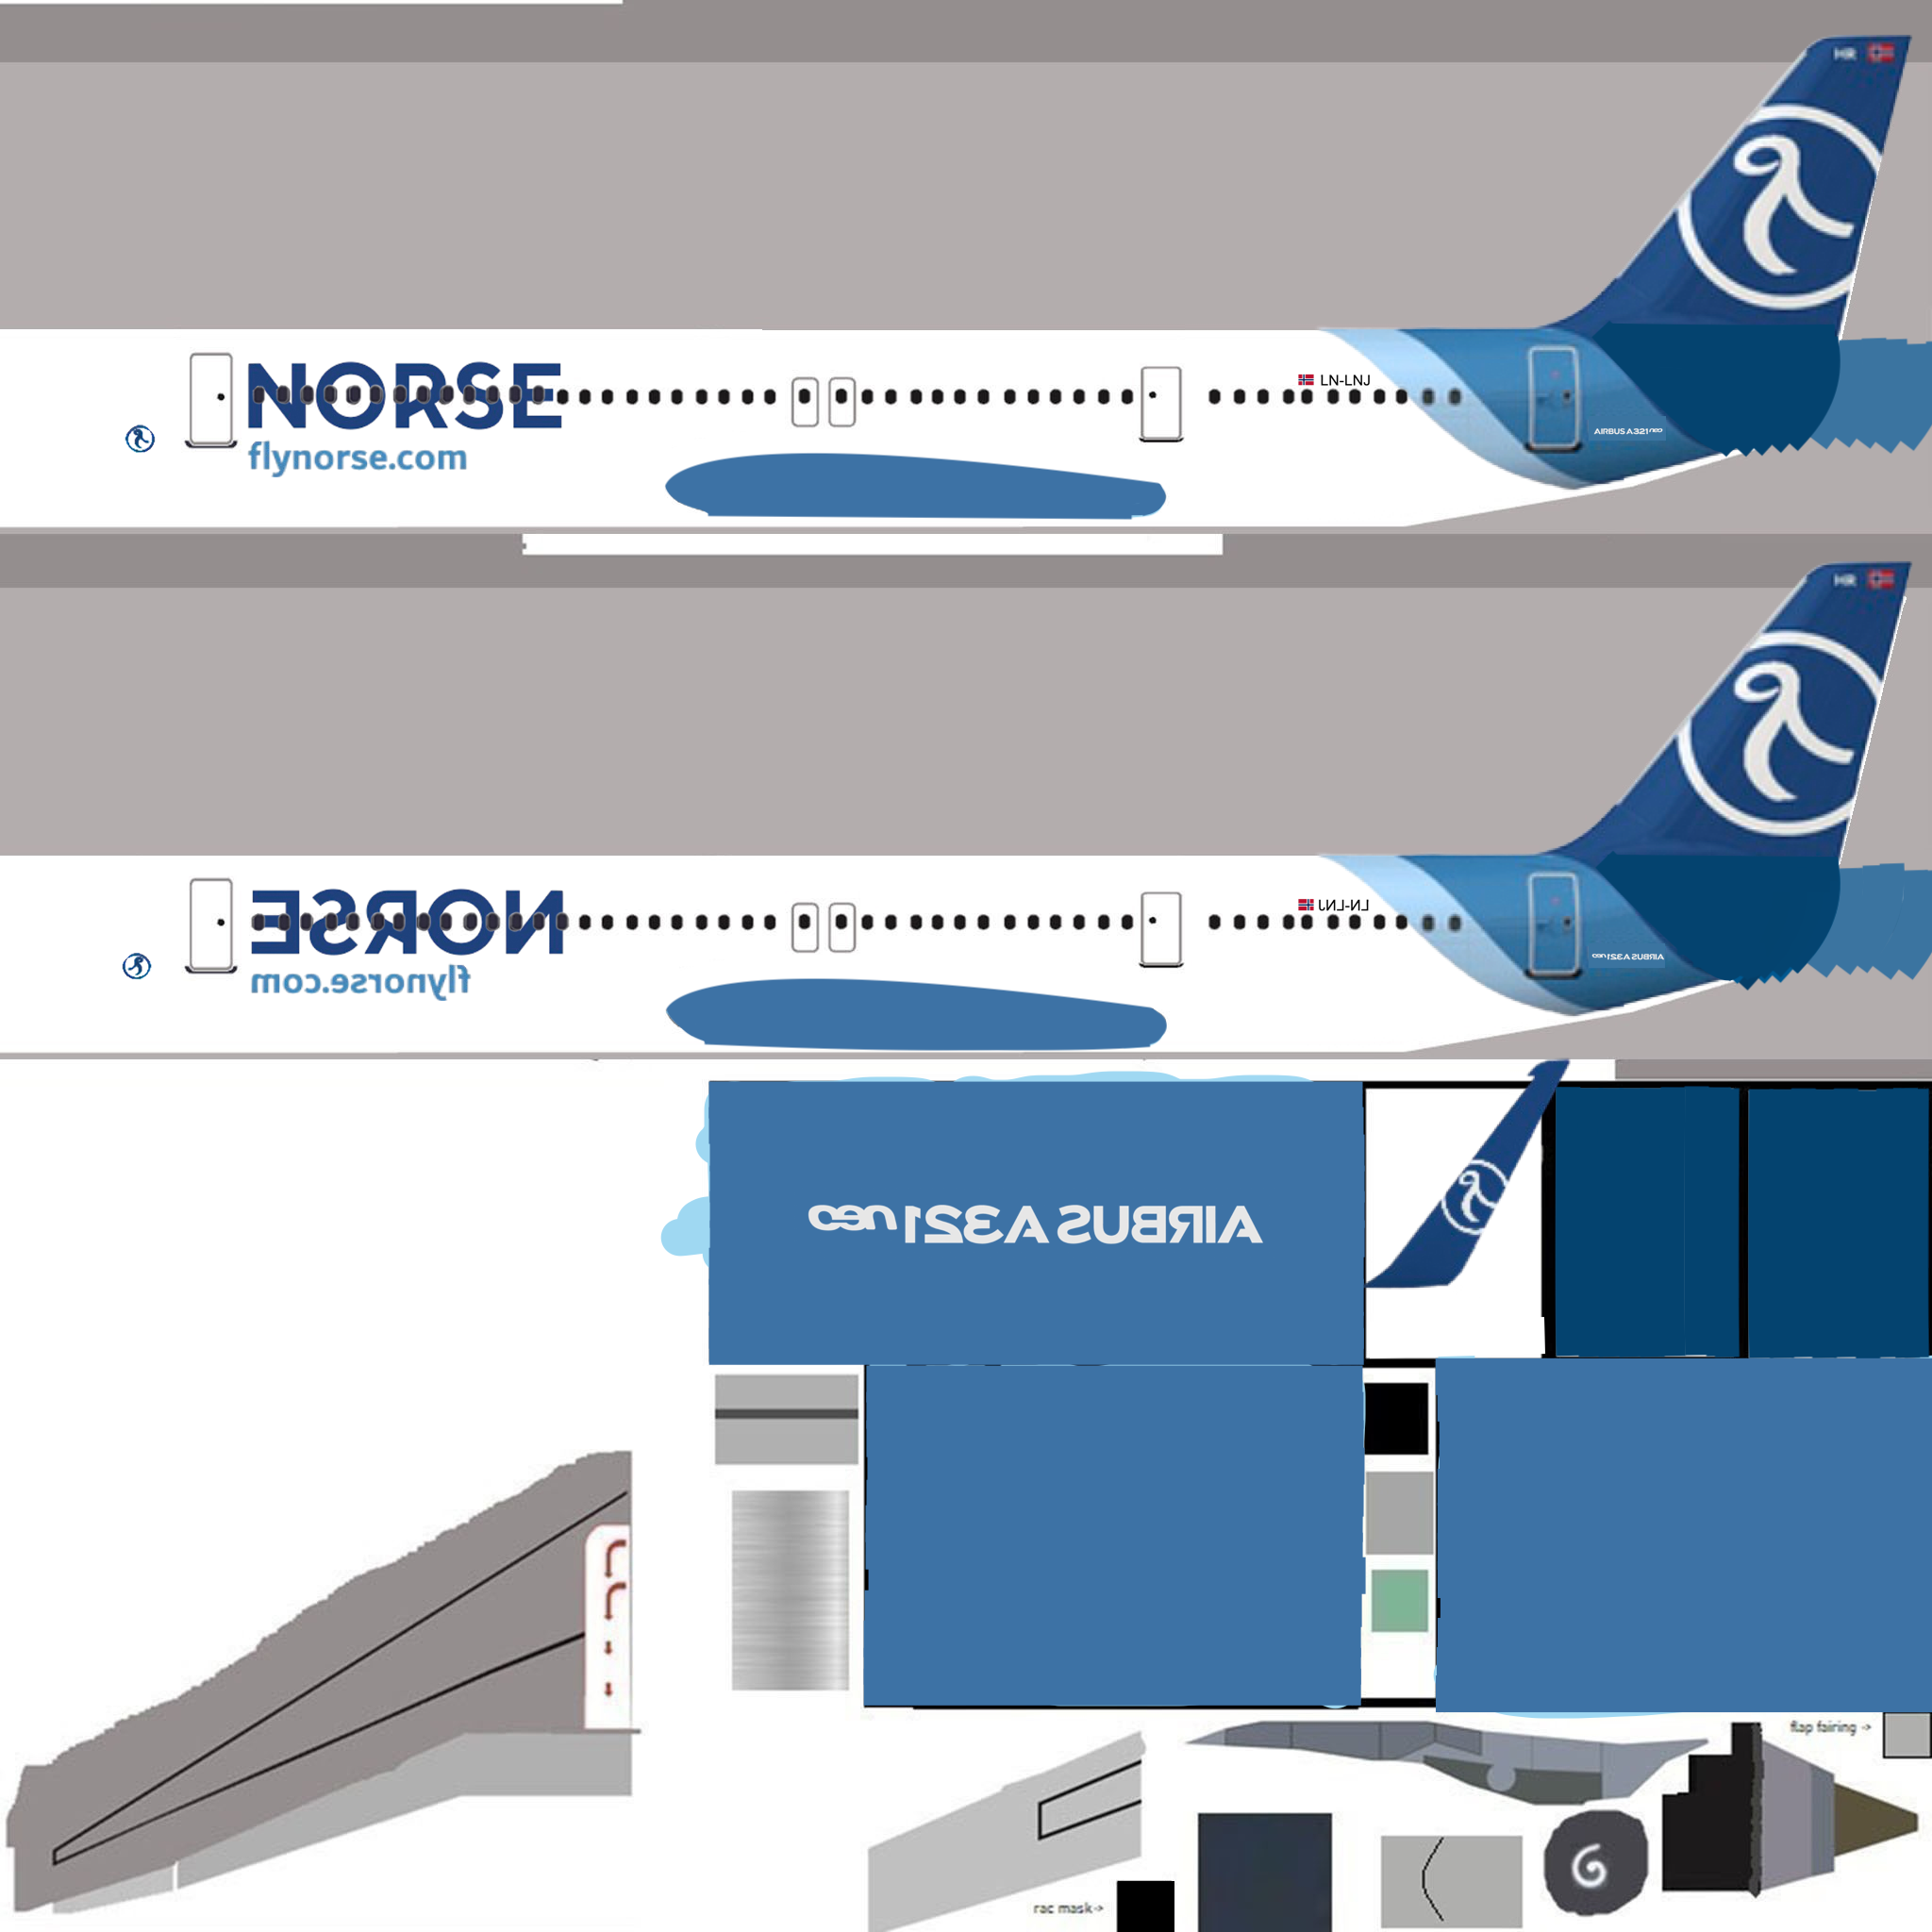 HR
NORSE
LN-LNJ
flynorse.com
AIRBUS A321neo
HR
NORSE
LN-LNJ
flynorse.com
AIRBUS A321neo
AIRBUS A321neo
flap fairing ->
rac mask->